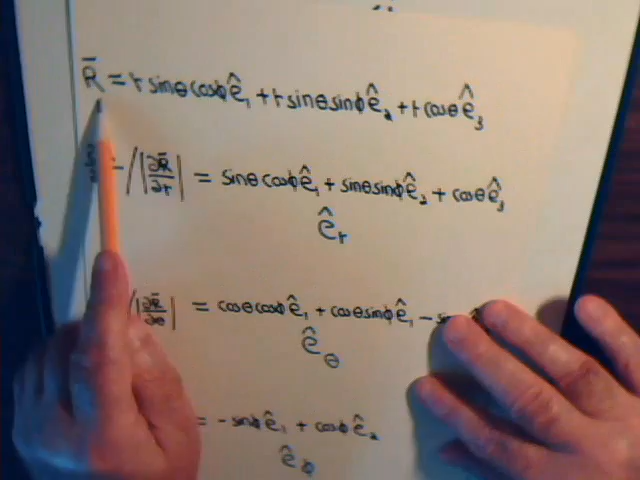 R̄ = r sinθ cosϕ ê₁ + r sinθ sinϕ ê₂ + r cosθ ê₃
/ |∂R̄/∂r| = sinθ cosϕ ê₁ + sinθ sinϕ ê₂ + cosθ ê₃
ê_r
/ |∂R̄/∂θ| = cosθ cosϕ ê₁ + cosθ sinϕ ê₁ -
ê_θ
= - sinϕ ê₁ + cosϕ ê₂
ê_ϕ